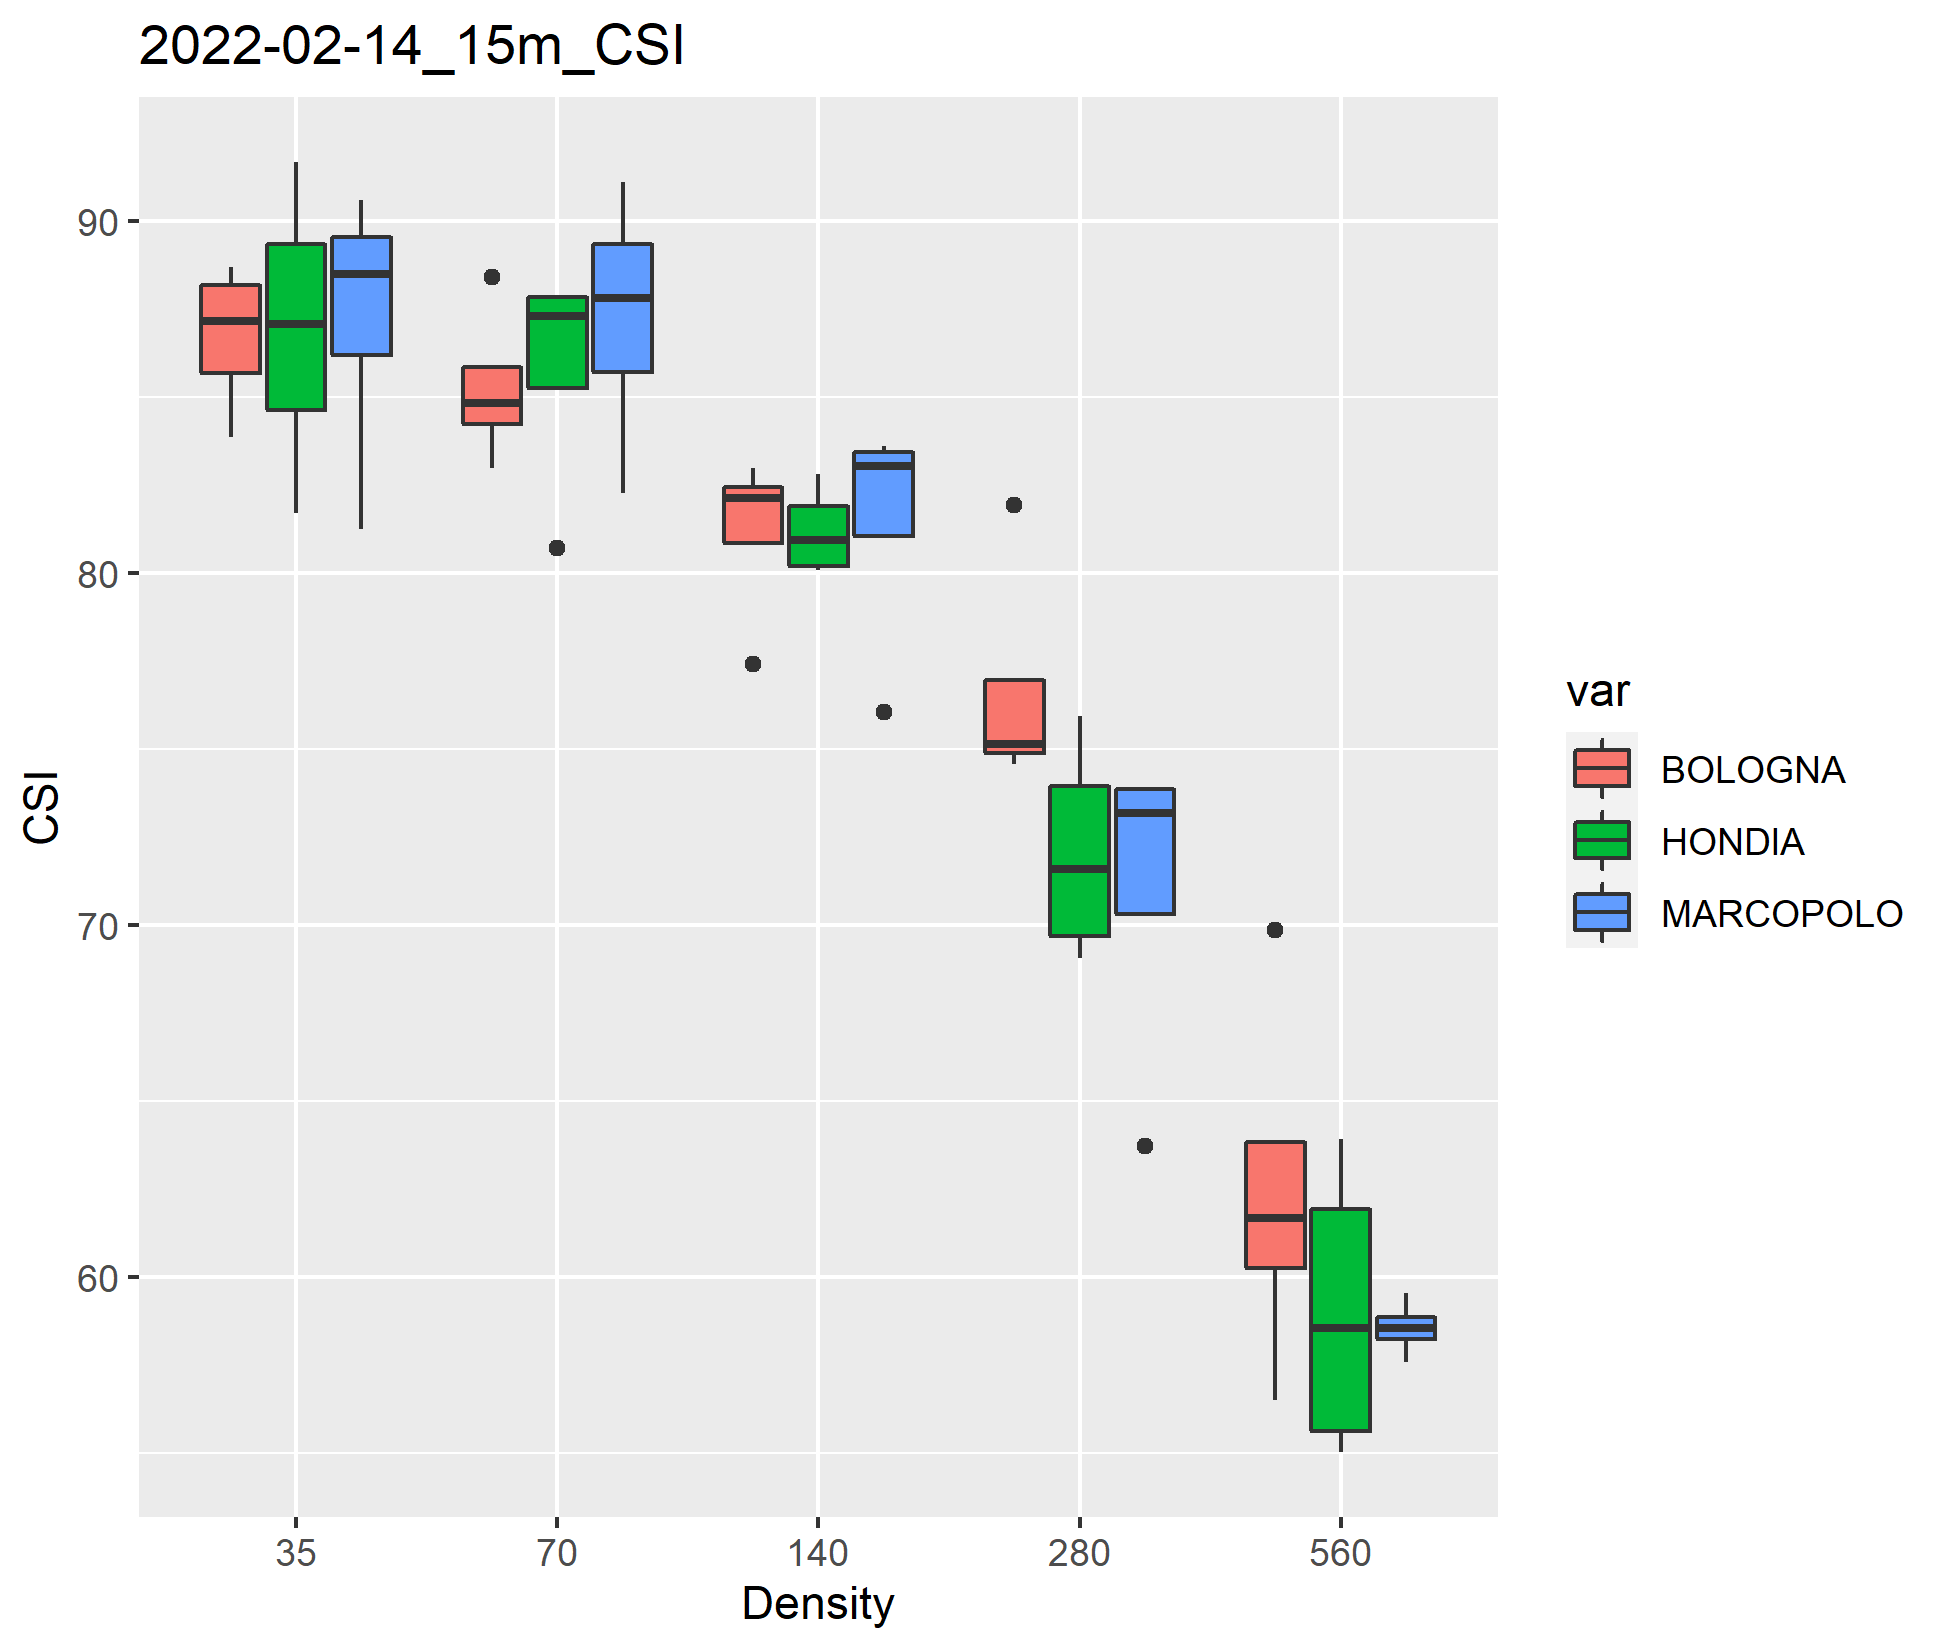 2022-02-14_15m_CSI
CSI
90
80
70
60
35 70 140 280 560
Density
var
BOLOGNA
HONDIA
MARCOPOLO